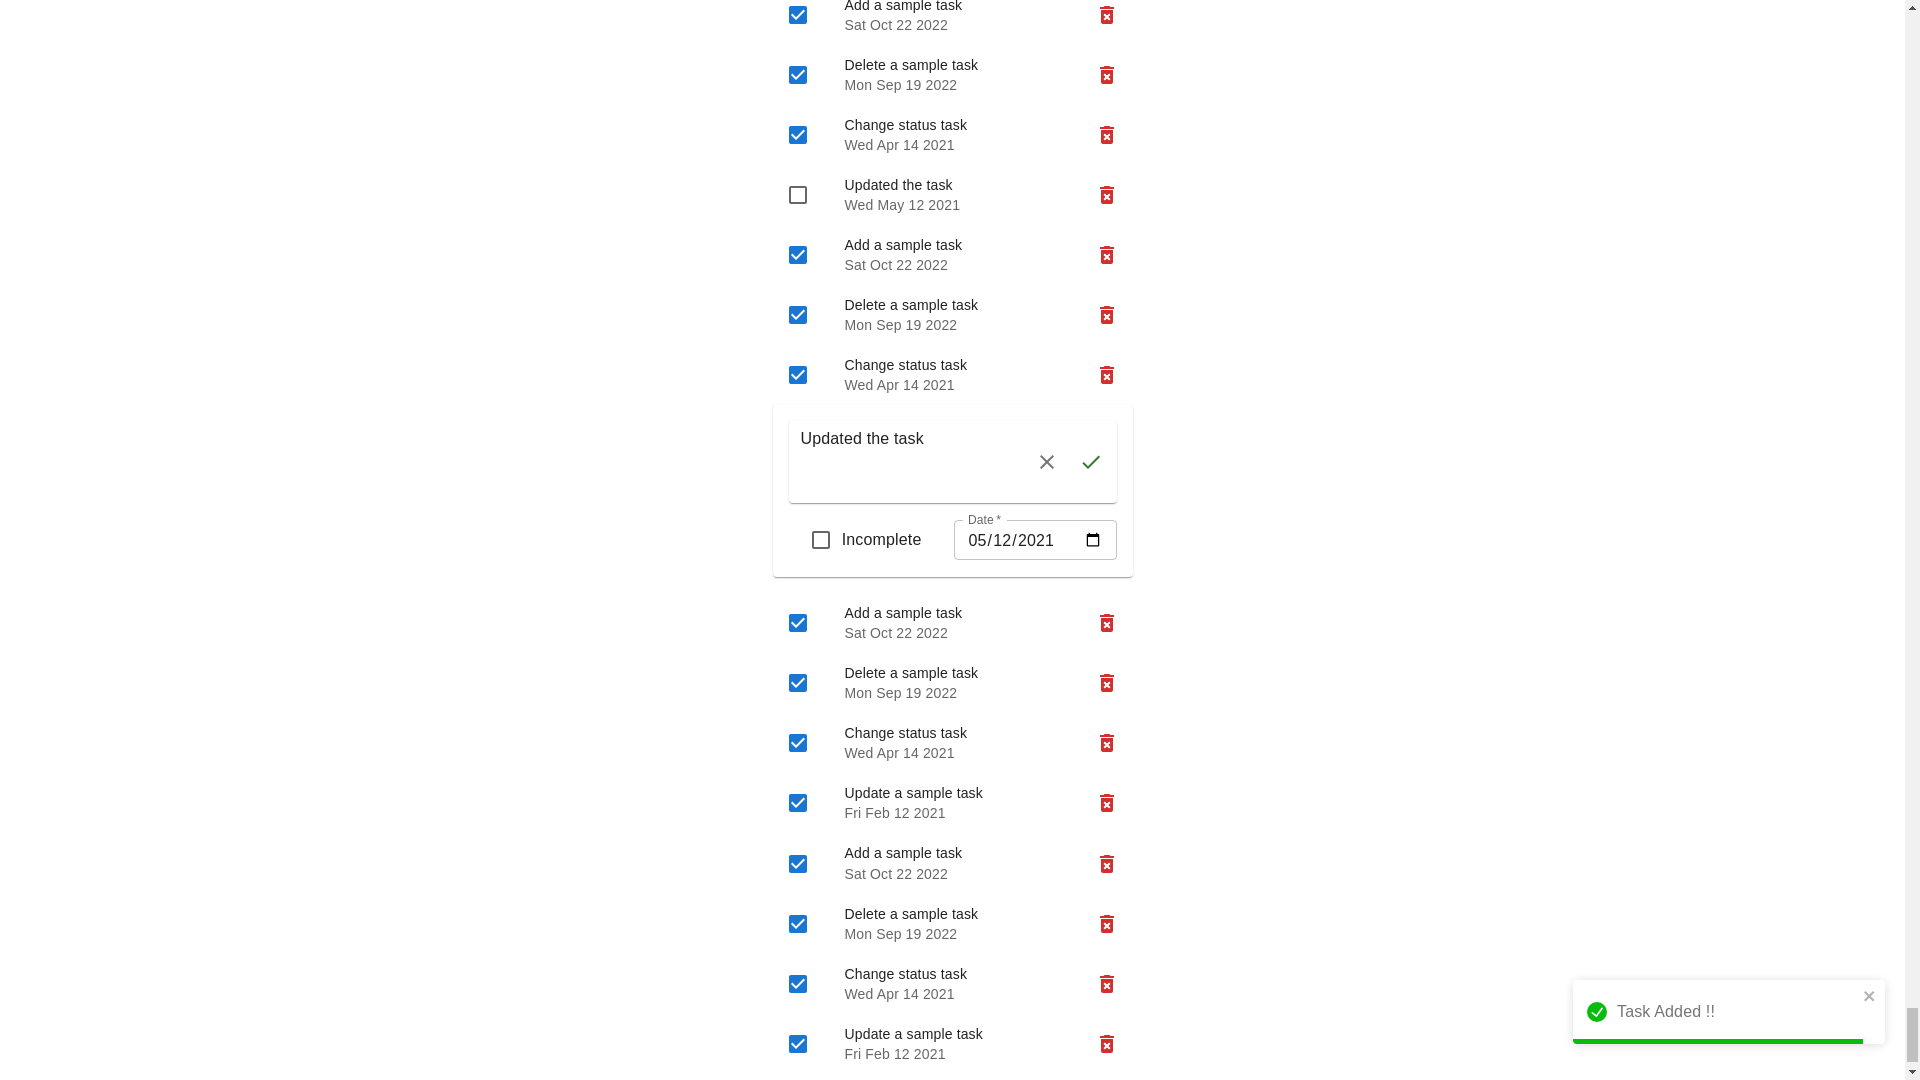 Add a sample task
Sat Oct 22 2022
Delete a sample task
Mon Sep 19 2022
Change status task
Wed Apr 14 2021
Updated the task
Wed May 12 2021
Add a sample task
Sat Oct 22 2022
Delete a sample task
Mon Sep 19 2022
Change status task
Wed Apr 14 2021
Updated the task
Incomplete
Date *
05/12/2021
Add a sample task
Sat Oct 22 2022
Delete a sample task
Mon Sep 19 2022
Change status task
Wed Apr 14 2021
Update a sample task
Fri Feb 12 2021
Add a sample task
Sat Oct 22 2022
Delete a sample task
Mon Sep 19 2022
Change status task
Wed Apr 14 2021
Update a sample task
Fri Feb 12 2021
Task Added !!